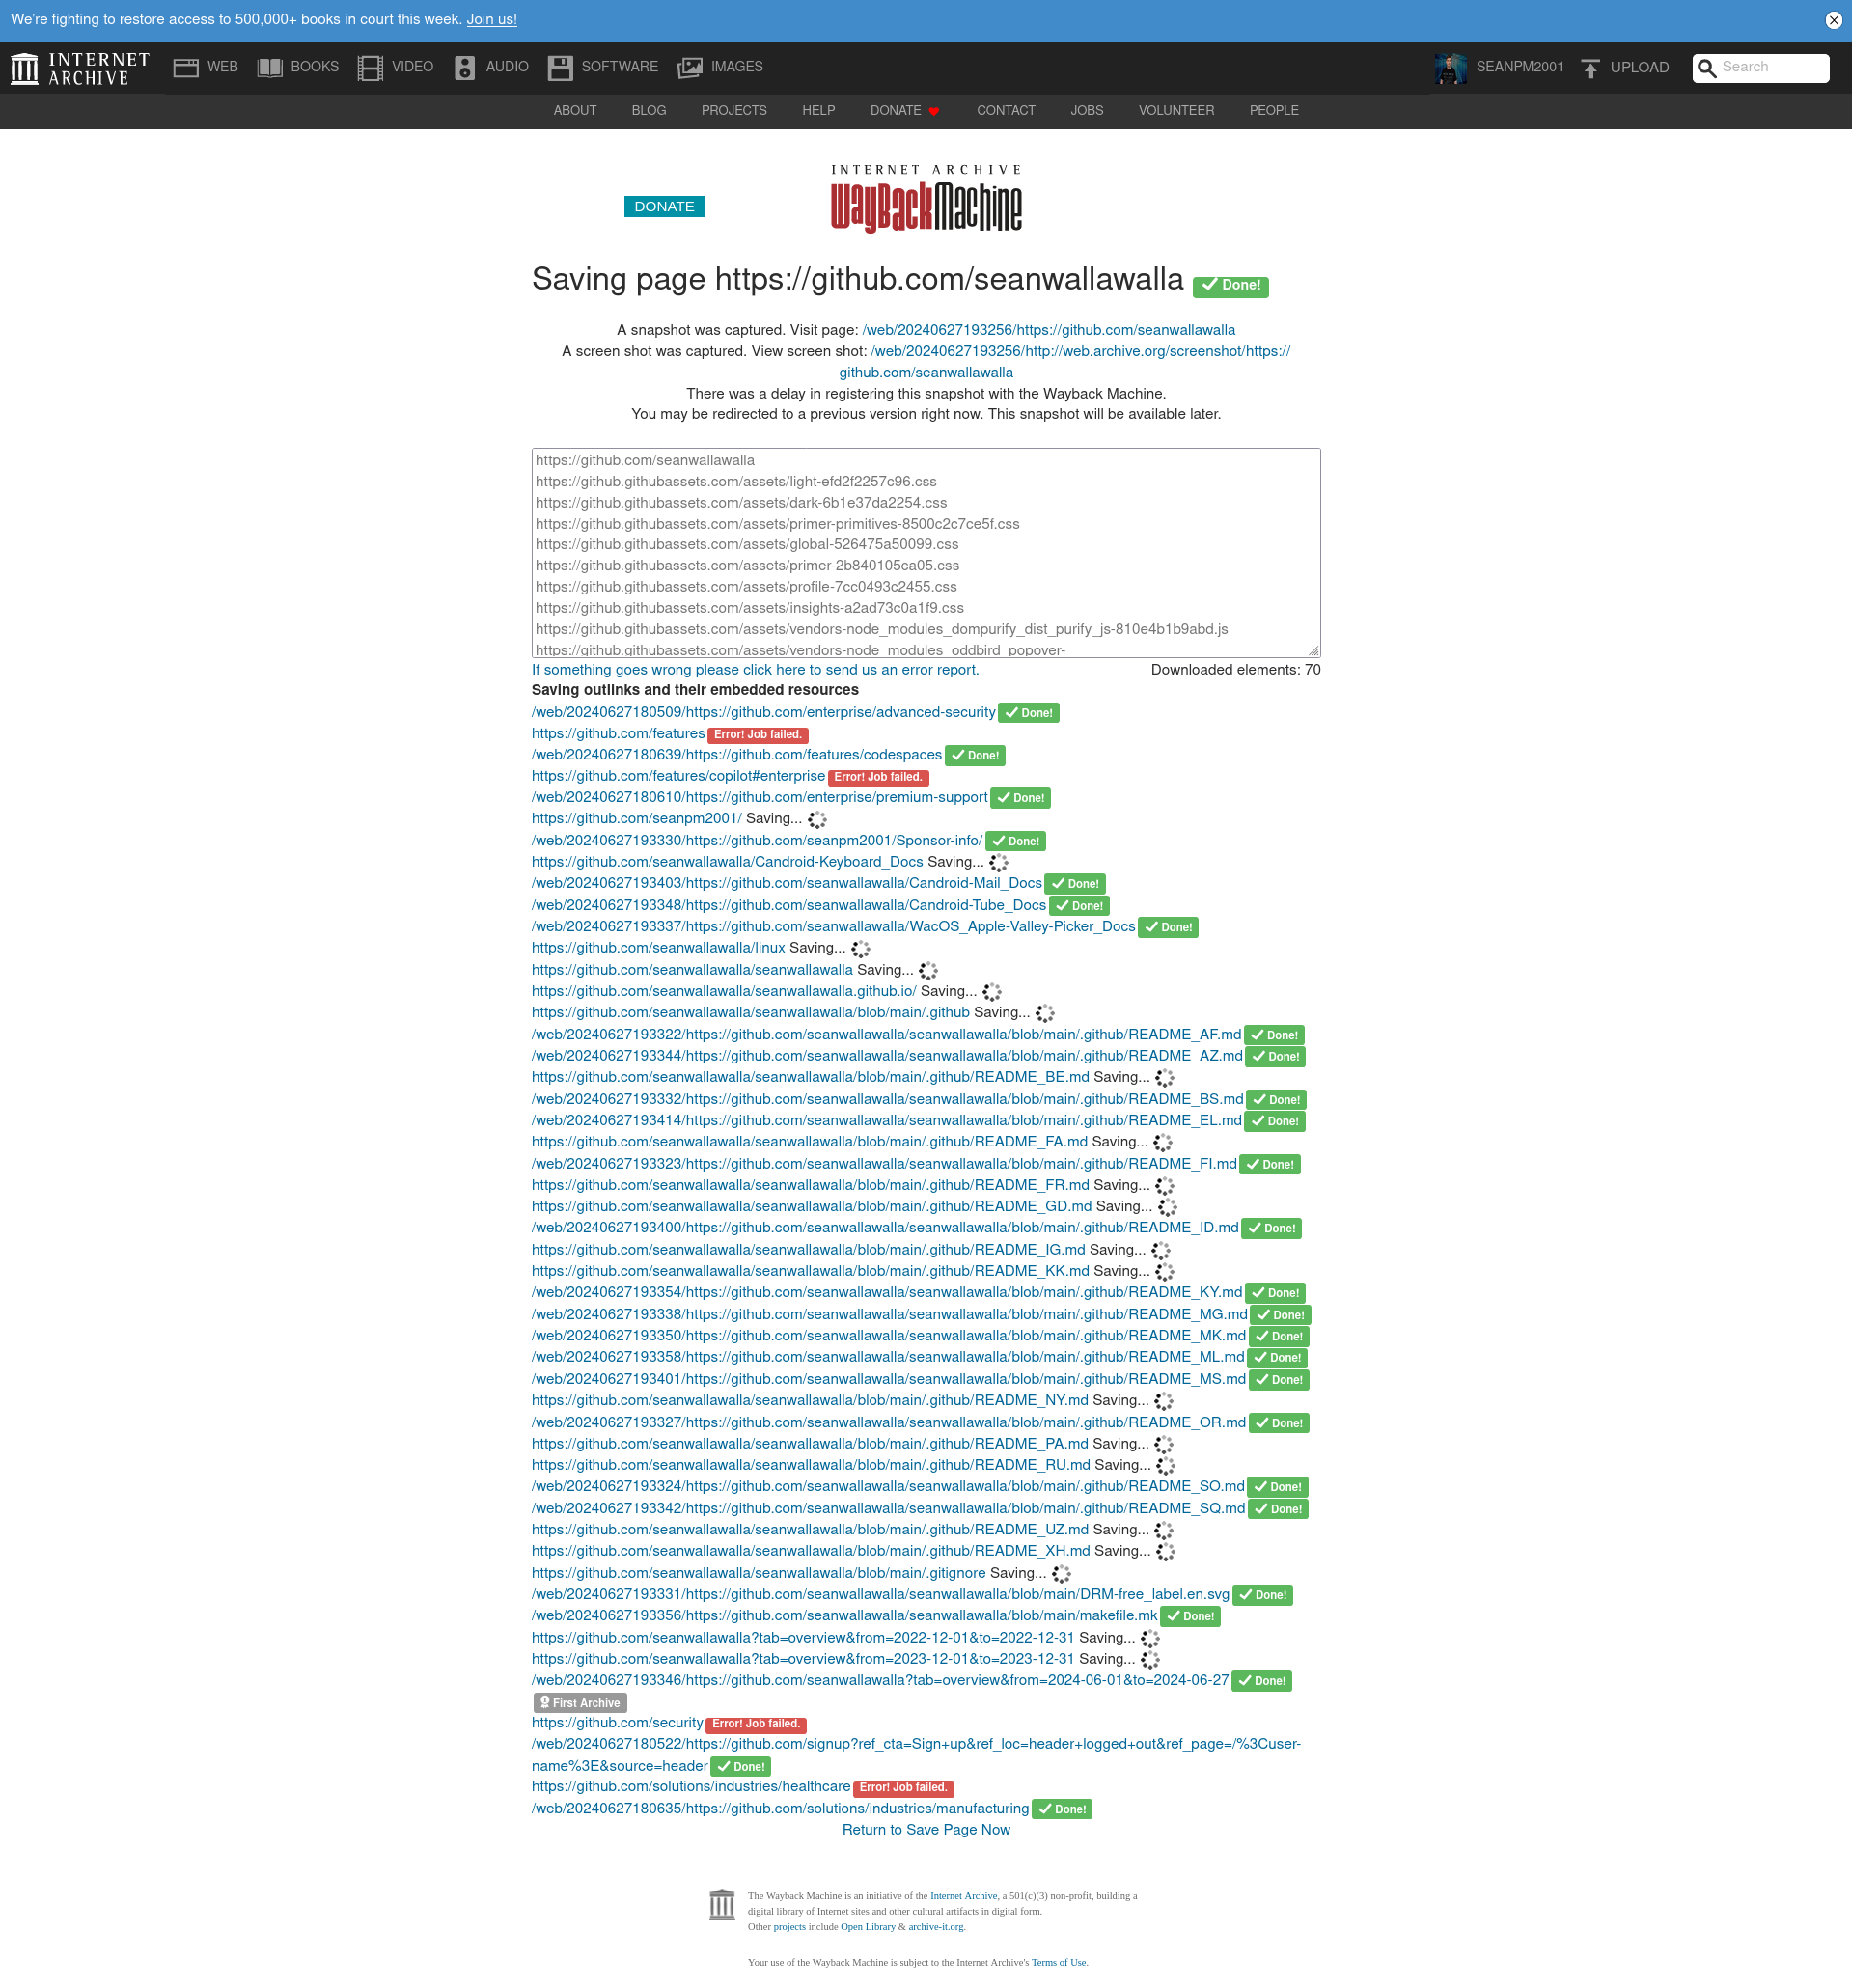 We're fighting to restore access to 500,000+ books in court this week. Join us!
INTERNET ARCHIVE
WEB BOOKS VIDEO AUDIO SOFTWARE IMAGES SEANPM2001 UPLOAD Search
ABOUT BLOG PROJECTS HELP DONATE CONTACT JOBS VOLUNTEER PEOPLE
INTERNET ARCHIVE
WayBackMachine
DONATE
Saving page https://github.com/seanwallawalla Done!
A snapshot was captured. Visit page: /web/20240627193256/https://github.com/seanwallawalla
A screen shot was captured. View screen shot: /web/20240627193256/http://web.archive.org/screenshot/https://
github.com/seanwallawalla
There was a delay in registering this snapshot with the Wayback Machine.
You may be redirected to a previous version right now. This snapshot will be available later.
https://github.com/seanwallawalla
https://github.githubassets.com/assets/light-efd2f2257c96.css
https://github.githubassets.com/assets/dark-6b1e37da2254.css
https://github.githubassets.com/assets/primer-primitives-8500c2c7ce5f.css
https://github.githubassets.com/assets/global-526475a50099.css
https://github.githubassets.com/assets/primer-2b840105ca05.css
https://github.githubassets.com/assets/profile-7cc0493c2455.css
https://github.githubassets.com/assets/insights-a2ad73c0a1f9.css
https://github.githubassets.com/assets/vendors-node_modules_dompurify_dist_purify_js-810e4b1b9abd.js
https://github.githubassets.com/assets/vendors-node_modules_oddbird_popover-
If something goes wrong please click here to send us an error report. Downloaded elements: 70
Saving outlinks and their embedded resources
/web/20240627180509/https://github.com/enterprise/advanced-security Done!
https://github.com/features Error! Job failed.
/web/20240627180639/https://github.com/features/codespaces Done!
https://github.com/features/copilot#enterprise Error! Job failed.
/web/20240627180610/https://github.com/enterprise/premium-support Done!
https://github.com/seanpm2001/ Saving...
/web/20240627193330/https://github.com/seanpm2001/Sponsor-info/ Done!
https://github.com/seanwallawalla/Candroid-Keyboard_Docs Saving...
/web/20240627193403/https://github.com/seanwallawalla/Candroid-Mail_Docs Done!
/web/20240627193348/https://github.com/seanwallawalla/Candroid-Tube_Docs Done!
/web/20240627193337/https://github.com/seanwallawalla/WacOS_Apple-Valley-Picker_Docs Done!
https://github.com/seanwallawalla/linux Saving...
https://github.com/seanwallawalla/seanwallawalla Saving...
https://github.com/seanwallawalla/seanwallawalla.github.io/ Saving...
https://github.com/seanwallawalla/seanwallawalla/blob/main/.github Saving...
/web/20240627193322/https://github.com/seanwallawalla/seanwallawalla/blob/main/.github/README_AF.md Done!
/web/20240627193344/https://github.com/seanwallawalla/seanwallawalla/blob/main/.github/README_AZ.md Done!
https://github.com/seanwallawalla/seanwallawalla/blob/main/.github/README_BE.md Saving...
/web/20240627193332/https://github.com/seanwallawalla/seanwallawalla/blob/main/.github/README_BS.md Done!
/web/20240627193414/https://github.com/seanwallawalla/seanwallawalla/blob/main/.github/README_EL.md Done!
https://github.com/seanwallawalla/seanwallawalla/blob/main/.github/README_FA.md Saving...
/web/20240627193323/https://github.com/seanwallawalla/seanwallawalla/blob/main/.github/README_FI.md Done!
https://github.com/seanwallawalla/seanwallawalla/blob/main/.github/README_FR.md Saving...
https://github.com/seanwallawalla/seanwallawalla/blob/main/.github/README_GD.md Saving...
/web/20240627193400/https://github.com/seanwallawalla/seanwallawalla/blob/main/.github/README_ID.md Done!
https://github.com/seanwallawalla/seanwallawalla/blob/main/.github/README_IG.md Saving...
https://github.com/seanwallawalla/seanwallawalla/blob/main/.github/README_KK.md Saving...
/web/20240627193354/https://github.com/seanwallawalla/seanwallawalla/blob/main/.github/README_KY.md Done!
/web/20240627193338/https://github.com/seanwallawalla/seanwallawalla/blob/main/.github/README_MG.md Done!
/web/20240627193350/https://github.com/seanwallawalla/seanwallawalla/blob/main/.github/README_MK.md Done!
/web/20240627193358/https://github.com/seanwallawalla/seanwallawalla/blob/main/.github/README_ML.md Done!
/web/20240627193401/https://github.com/seanwallawalla/seanwallawalla/blob/main/.github/README_MS.md Done!
https://github.com/seanwallawalla/seanwallawalla/blob/main/.github/README_NY.md Saving...
/web/20240627193327/https://github.com/seanwallawalla/seanwallawalla/blob/main/.github/README_OR.md Done!
https://github.com/seanwallawalla/seanwallawalla/blob/main/.github/README_PA.md Saving...
https://github.com/seanwallawalla/seanwallawalla/blob/main/.github/README_RU.md Saving...
/web/20240627193324/https://github.com/seanwallawalla/seanwallawalla/blob/main/.github/README_SO.md Done!
/web/20240627193342/https://github.com/seanwallawalla/seanwallawalla/blob/main/.github/README_SQ.md Done!
https://github.com/seanwallawalla/seanwallawalla/blob/main/.github/README_UZ.md Saving...
https://github.com/seanwallawalla/seanwallawalla/blob/main/.github/README_XH.md Saving...
https://github.com/seanwallawalla/seanwallawalla/blob/main/.gitignore Saving...
/web/20240627193331/https://github.com/seanwallawalla/seanwallawalla/blob/main/DRM-free_label.en.svg Done!
/web/20240627193356/https://github.com/seanwallawalla/seanwallawalla/blob/main/makefile.mk Done!
https://github.com/seanwallawalla?tab=overview&from=2022-12-01&to=2022-12-31 Saving...
https://github.com/seanwallawalla?tab=overview&from=2023-12-01&to=2023-12-31 Saving...
/web/20240627193346/https://github.com/seanwallawalla?tab=overview&from=2024-06-01&to=2024-06-27 Done!
First Archive
https://github.com/security Error! Job failed.
/web/20240627180522/https://github.com/signup?ref_cta=Sign+up&ref_loc=header+logged+out&ref_page=/%3Cuser-
name%3E&source=header Done!
https://github.com/solutions/industries/healthcare Error! Job failed.
/web/20240627180635/https://github.com/solutions/industries/manufacturing Done!
Return to Save Page Now
The Wayback Machine is an initiative of the Internet Archive, a 501(c)(3) non-profit, building a
digital library of Internet sites and other cultural artifacts in digital form.
Other projects include Open Library & archive-it.org.
Your use of the Wayback Machine is subject to the Internet Archive's Terms of Use.